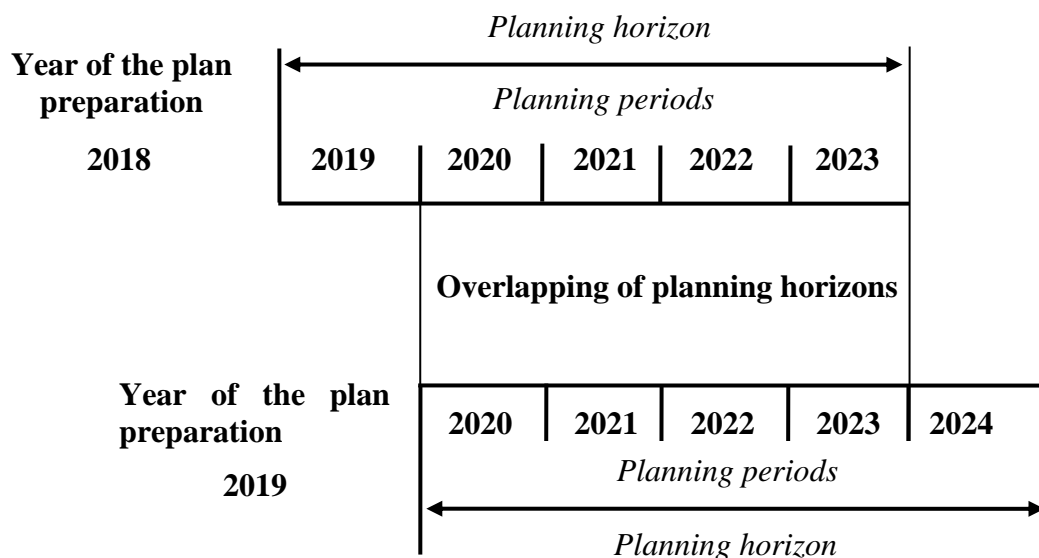 Planning horizon
Year of the plan
preparation
Planning periods
2018 2019 2020 2021 2022 2023
Overlapping of planning horizons
Year of the plan
preparation
2020 2021 2022 2023 2024
2019
Planning periods
Planning horizon